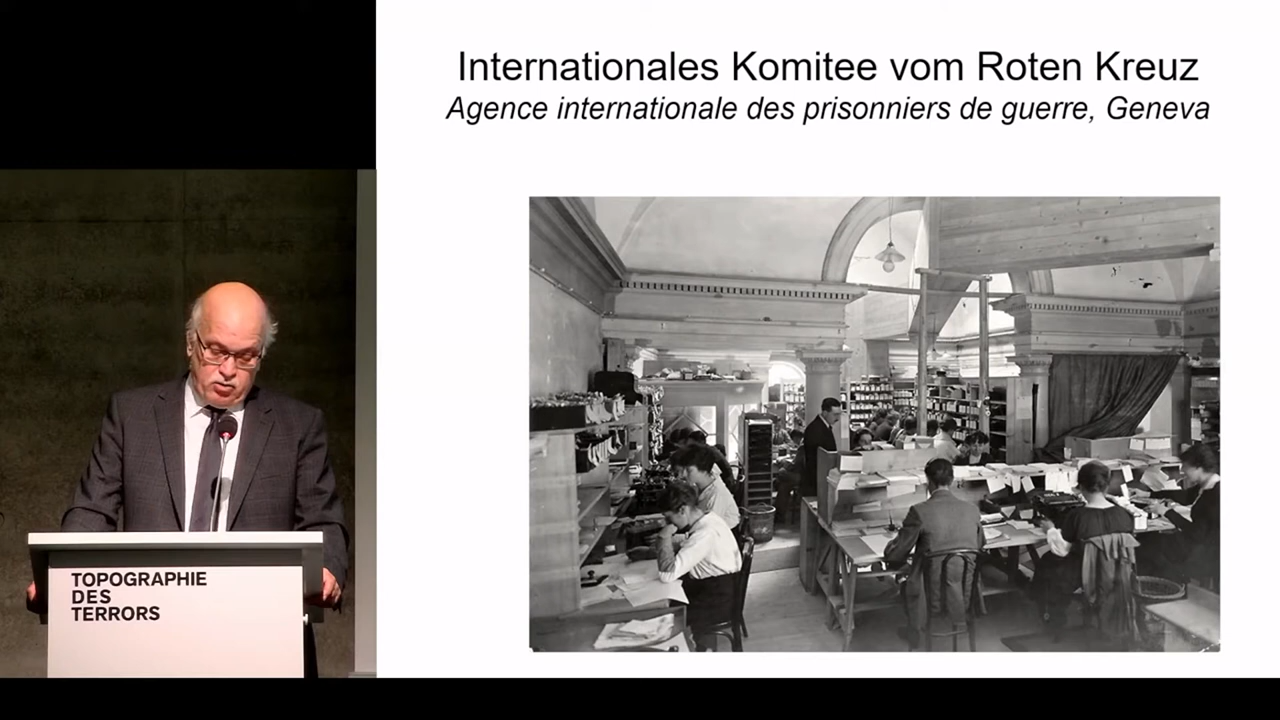 Internationales Komitee vom Roten Kreuz
Agence internationale des prisonniers de guerre, Geneva
TOPOGRAPHIE
DES
TERRORS